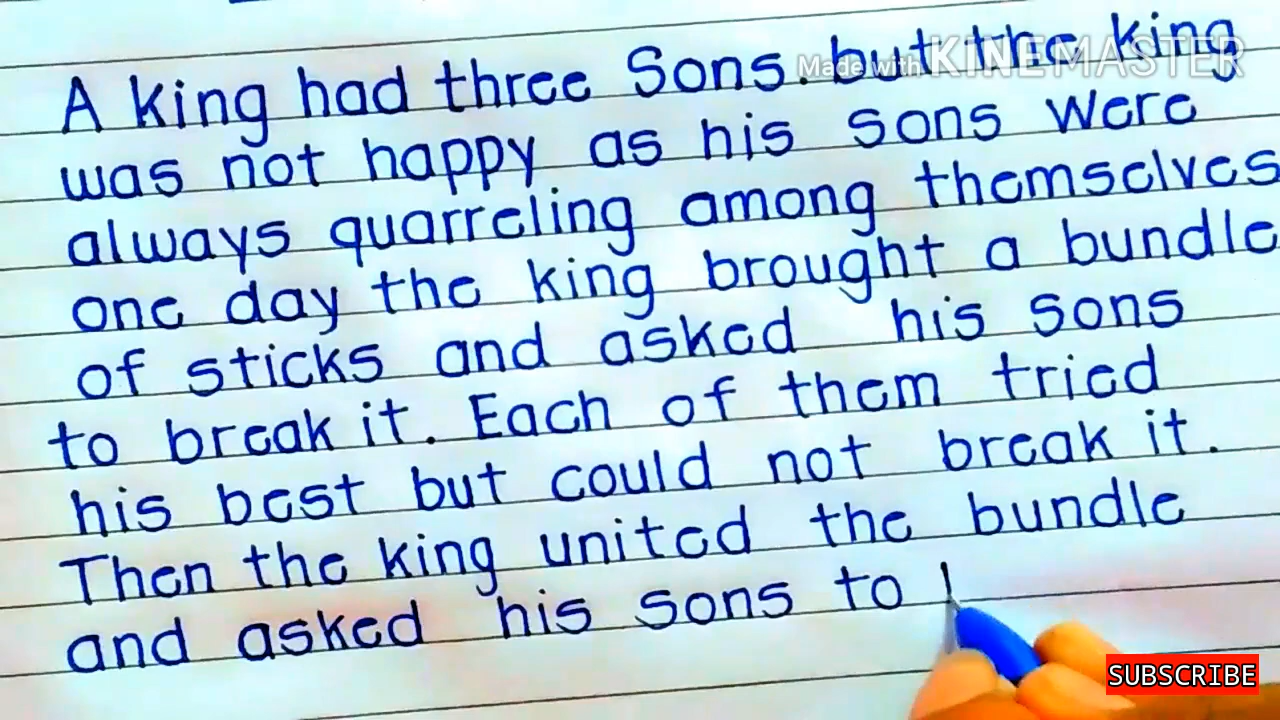 A king had three Sons. but the king
Made with KINEMASTER
was not happy as his sons were
always quarreling among themselves
one day the king brought a bundle
of sticks and asked his sons
to break it. Each of them tried
his best but could not break it.
Then the king united the bundle
and asked his sons to
SUBSCRIBE